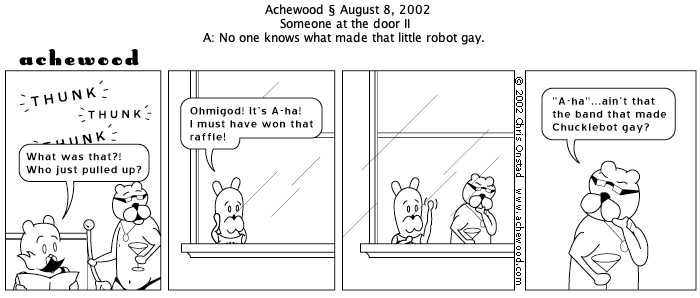 Achewood § August 8, 2002
Someone at the door II
A: No one knows what made that little robot gay.
achewood
THUNK
THUNK
THUNK
What was that?!
Who just pulled up?
Ohmigod! It's A-ha!
I must have won that
raffle!
© 2002 Chris Onstad www.achewood.com
"A-ha"...ain't that
the band that made
Chucklebot gay?